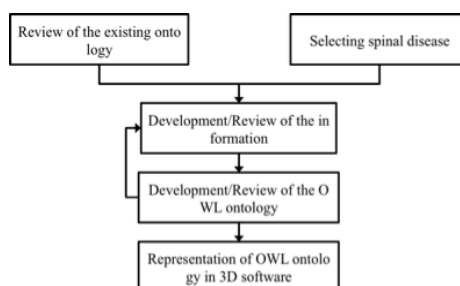 Review of the existing onto
logy
Selecting spinal disease
Development/Review of the in
formation
Development/Review of the O
WL ontology
Representation of OWL ontolo
gy in 3D software